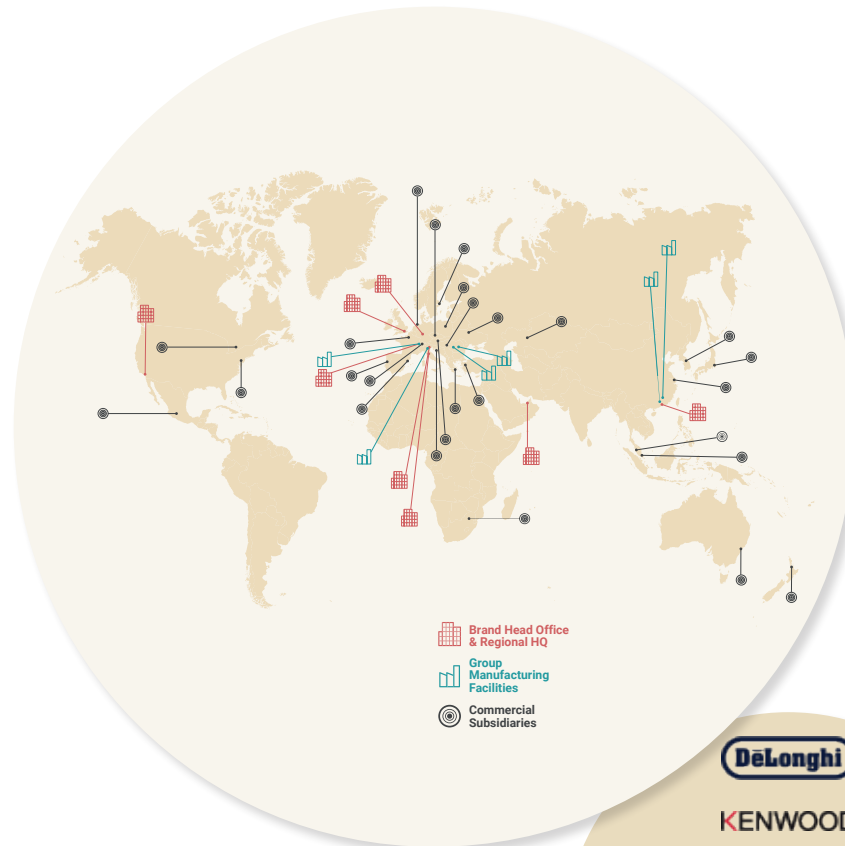 Brand Head Office
& Regional HQ
Group
Manufacturing
Facilities
Commercial
Subsidiaries
DēLonghi
KENWOOD